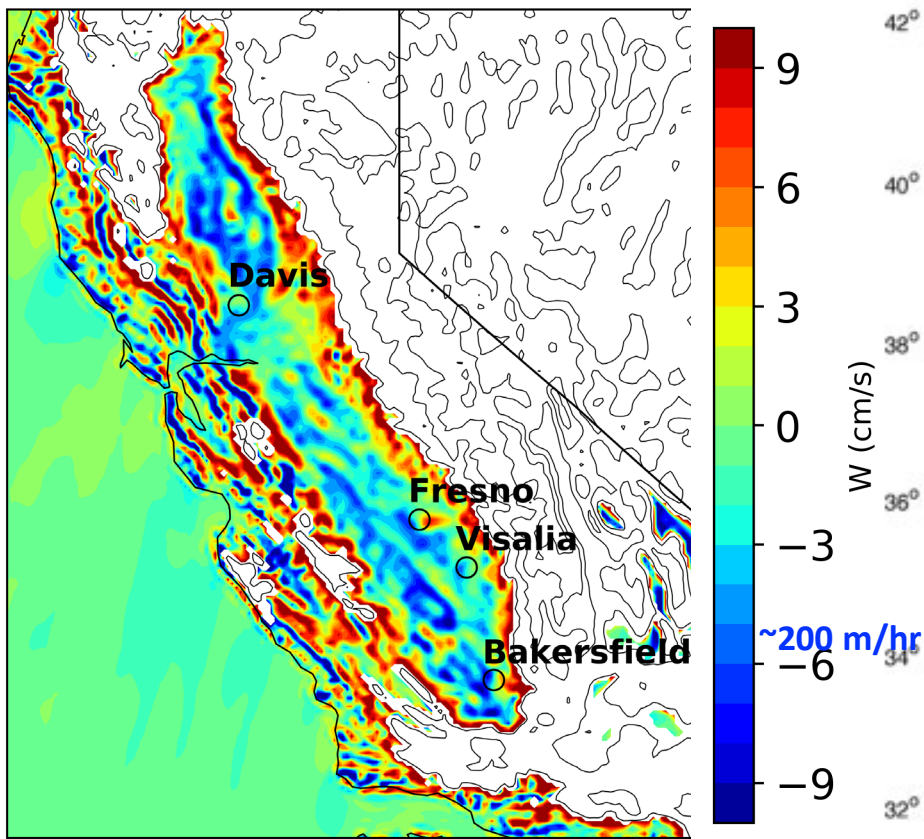 42°
40°
38°
36°
34°
32°
Davis
Fresno
Visalia
Bakersfield
9
6
3
0
−3
~200 m/hr
−6
−9
W (cm/s)